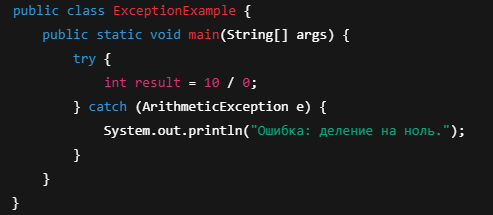 public class ExceptionExample {
    public static void main(String[] args) {
        try {
            int result = 10 / 0;
        } catch (ArithmeticException e) {
            System.out.println("Ошибка: деление на ноль.");
        }
    }
}